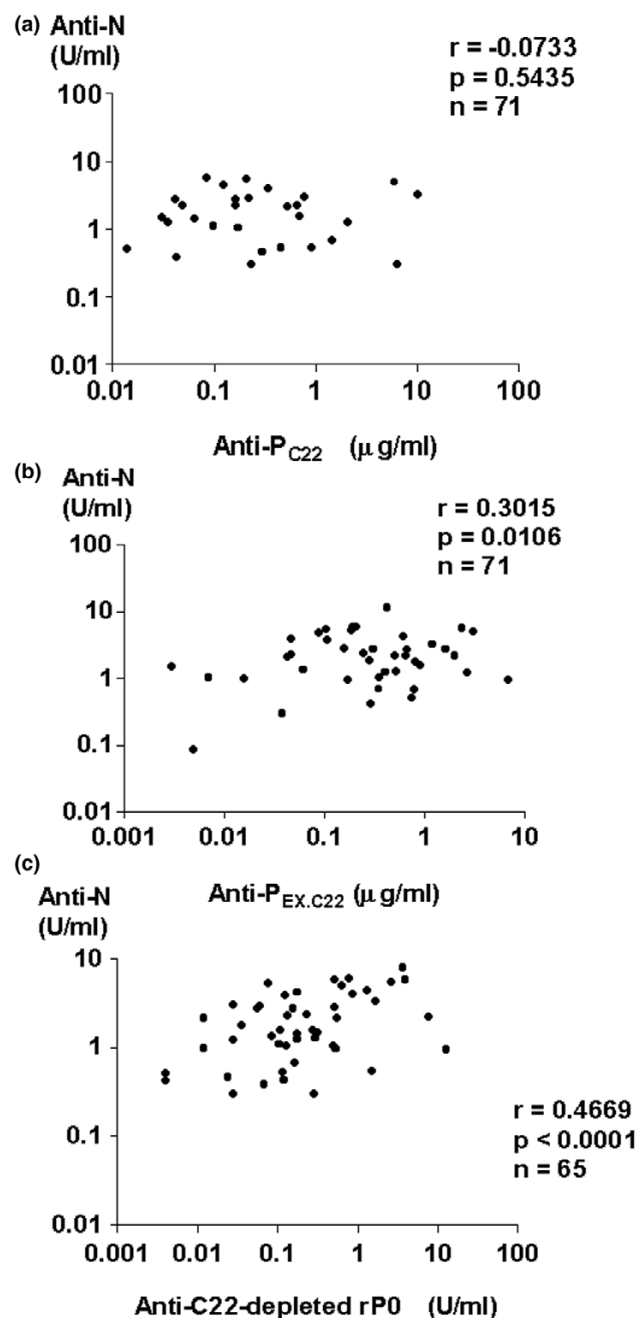 (a)
Anti-N
(U/ml)
r = -0.0733
p = 0.5435
n = 71
100
10
1
0.1
0.01
0.01 0.1 1 10 100
Anti-PC22 (μ g/ml)
(b)
Anti-N
(U/ml)
r = 0.3015
p = 0.0106
n = 71
100
10
1
0.1
0.01
0.001 0.01 0.1 1 10
Anti-PEX.C22 (μ g/ml)
(c)
Anti-N
(U/ml)
10
1
0.1
0.01
r = 0.4669
p < 0.0001
n = 65
0.001 0.01 0.1 1 10 100
Anti-C22-depleted rP0 (U/ml)